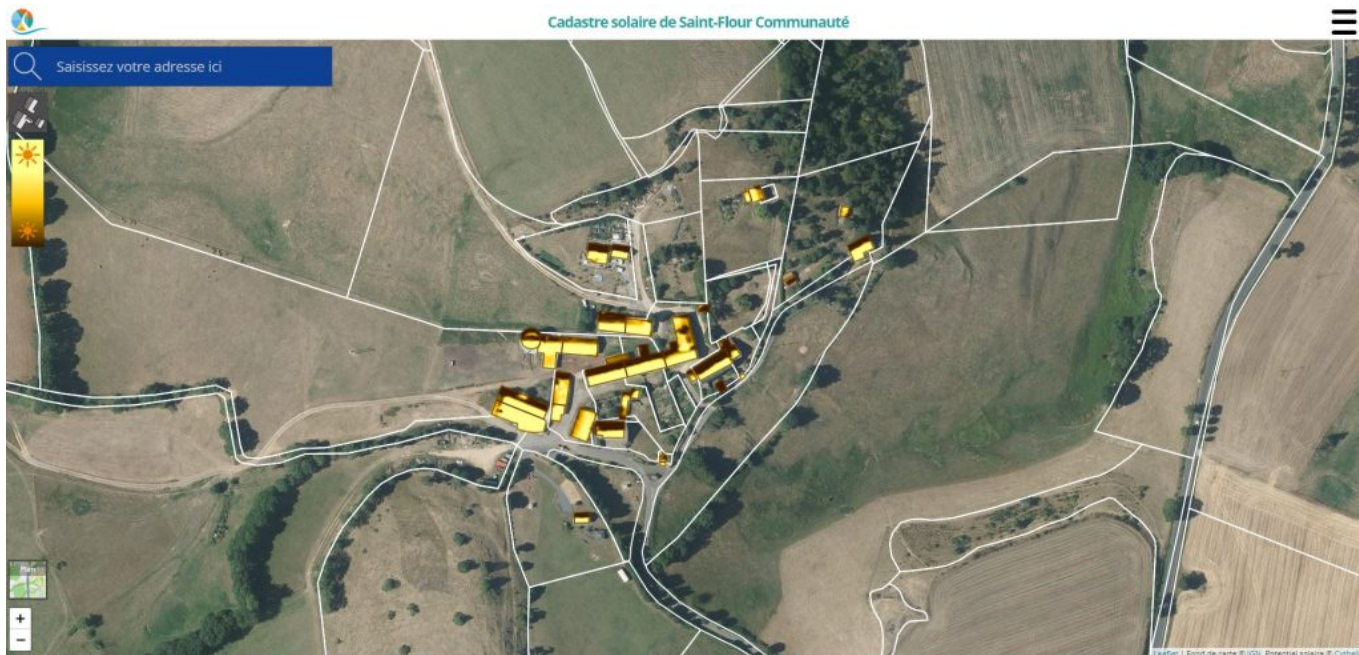 Cadastre solaire de Saint-Flour Communauté
Saisissez votre adresse ici
Plan
+
−
Leaflet | Fond de carte © IGN, Potentiel solaire © Cythelia